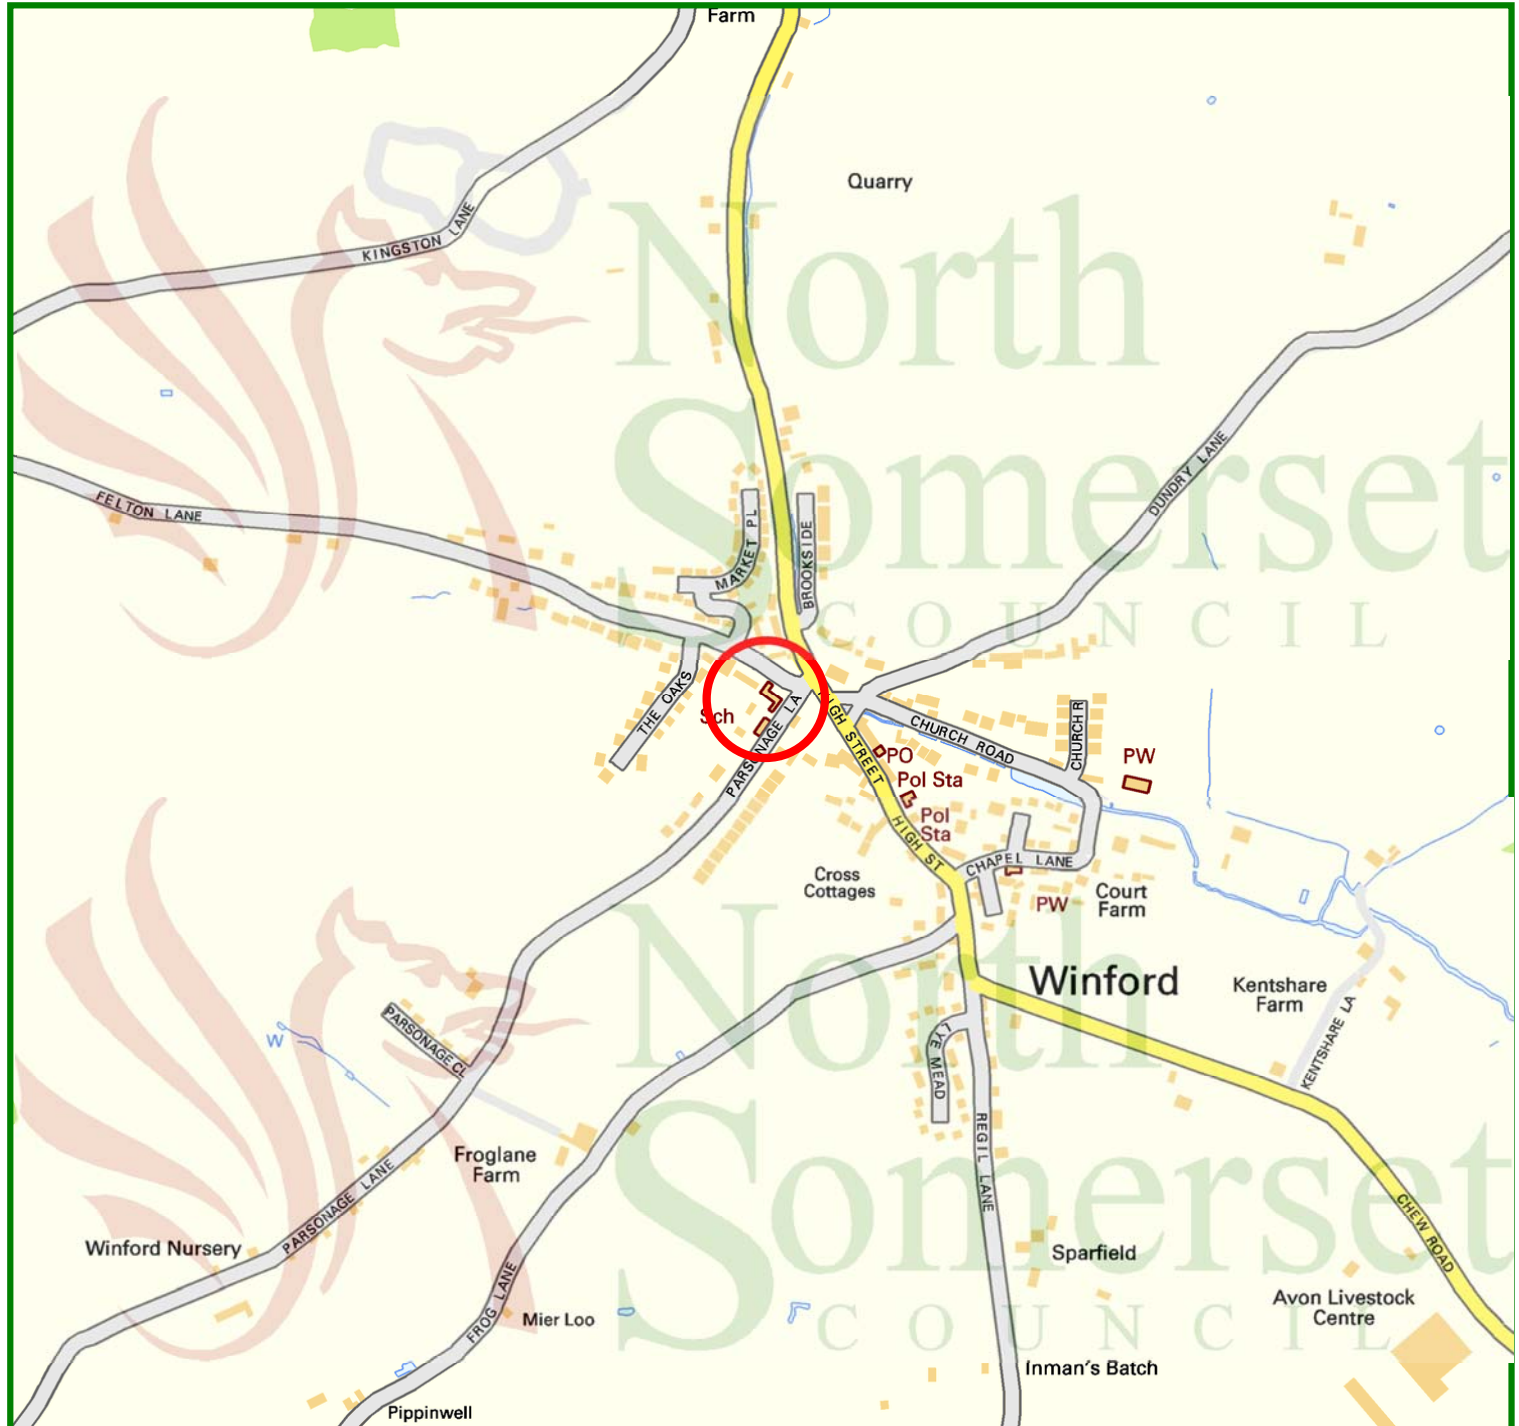 Farm
Quarry
KINGSTON LANE
North
Somerset
COUNCIL
FELTON LANE
DUNDRY LANE
MARKET PL
BROOKSIDE
THE OAKS
Sch
PARSONAGE LA
HIGH STREET
CHURCH ROAD
CHURCH R
PO
PW
Pol Sta
Pol
Sta
HIGH ST
CHAPEL LANE
Cross
Cottages
PW
Court
Farm
North
Somerset
COUNCIL
Winford
Kentshare
Farm
KENTSHARE LA
W
PARSONAGE CL
LYE MEAD
REGIL LANE
Froglane
Farm
PARSONAGE LANE
Winford Nursery
CHEW ROAD
Sparfield
FROG LANE
Mier Loo
Avon Livestock
Centre
Inman's Batch
Pippinwell